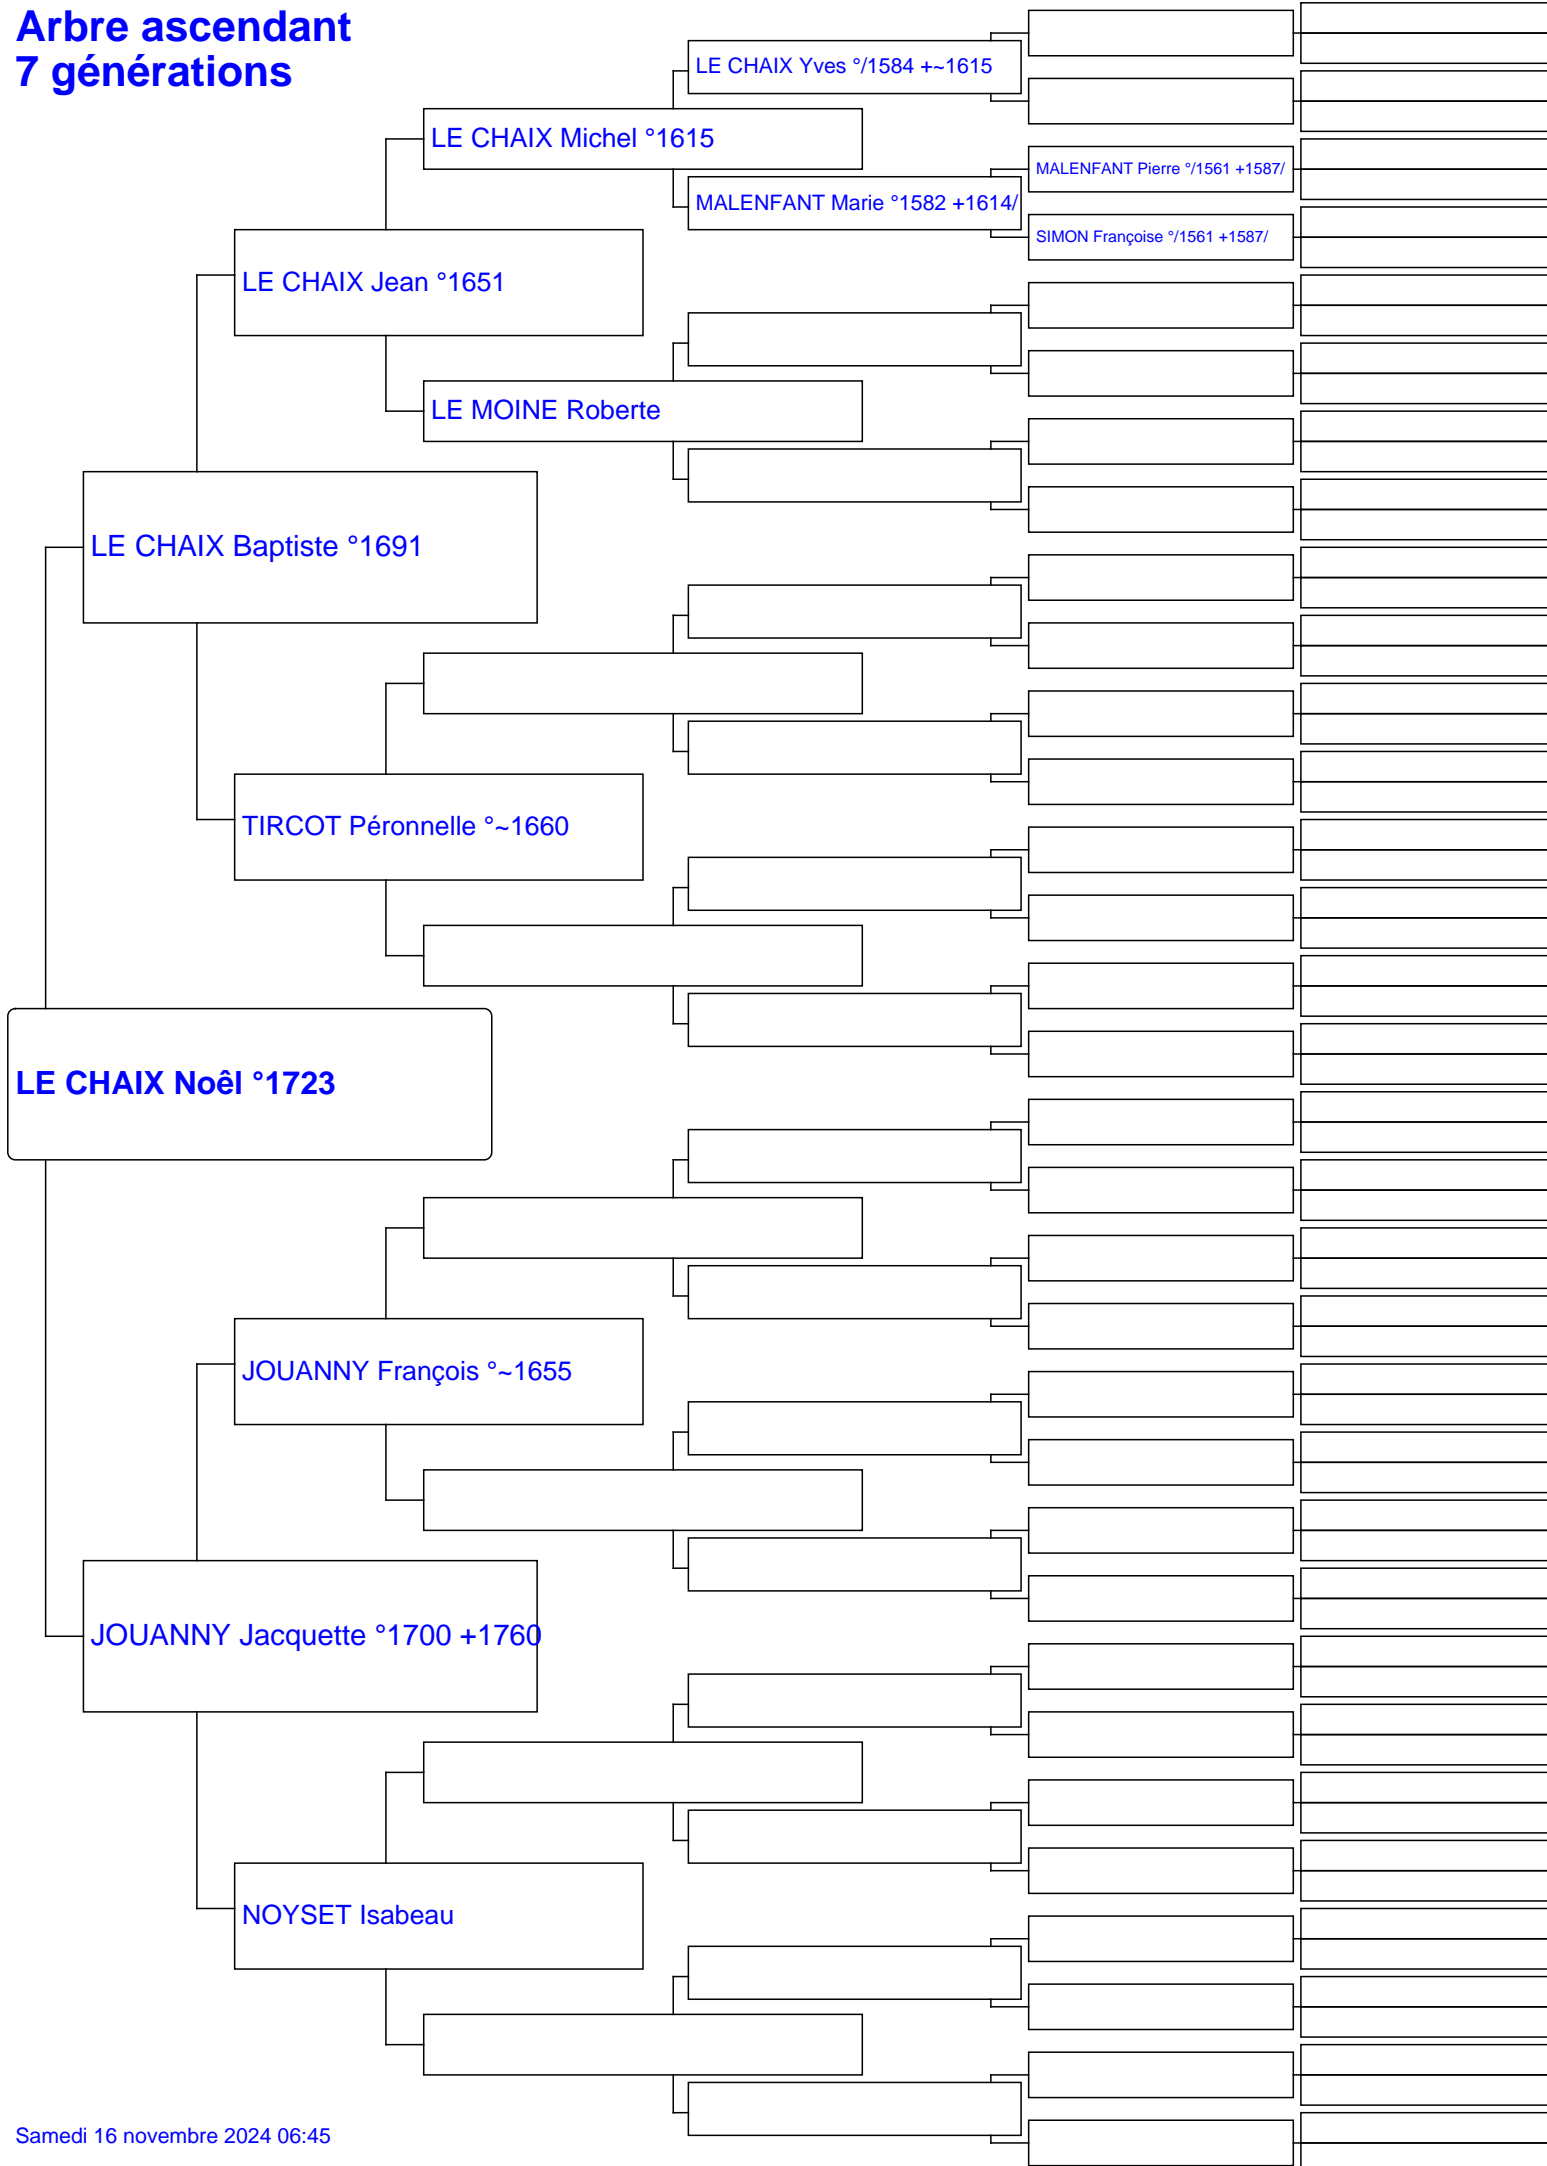 Arbre ascendant
7 générations
LE CHAIX Yves °/1584 +~1615
LE CHAIX Michel °1615
MALENFANT Pierre °/1561 +1587/
MALENFANT Marie °1582 +1614/
SIMON Françoise °/1561 +1587/
LE CHAIX Jean °1651
LE MOINE Roberte
LE CHAIX Baptiste °1691
TIRCOT Péronnelle °~1660
LE CHAIX Noêl °1723
JOUANNY François °~1655
JOUANNY Jacquette °1700 +1760
NOYSET Isabeau
Samedi 16 novembre 2024 06:45